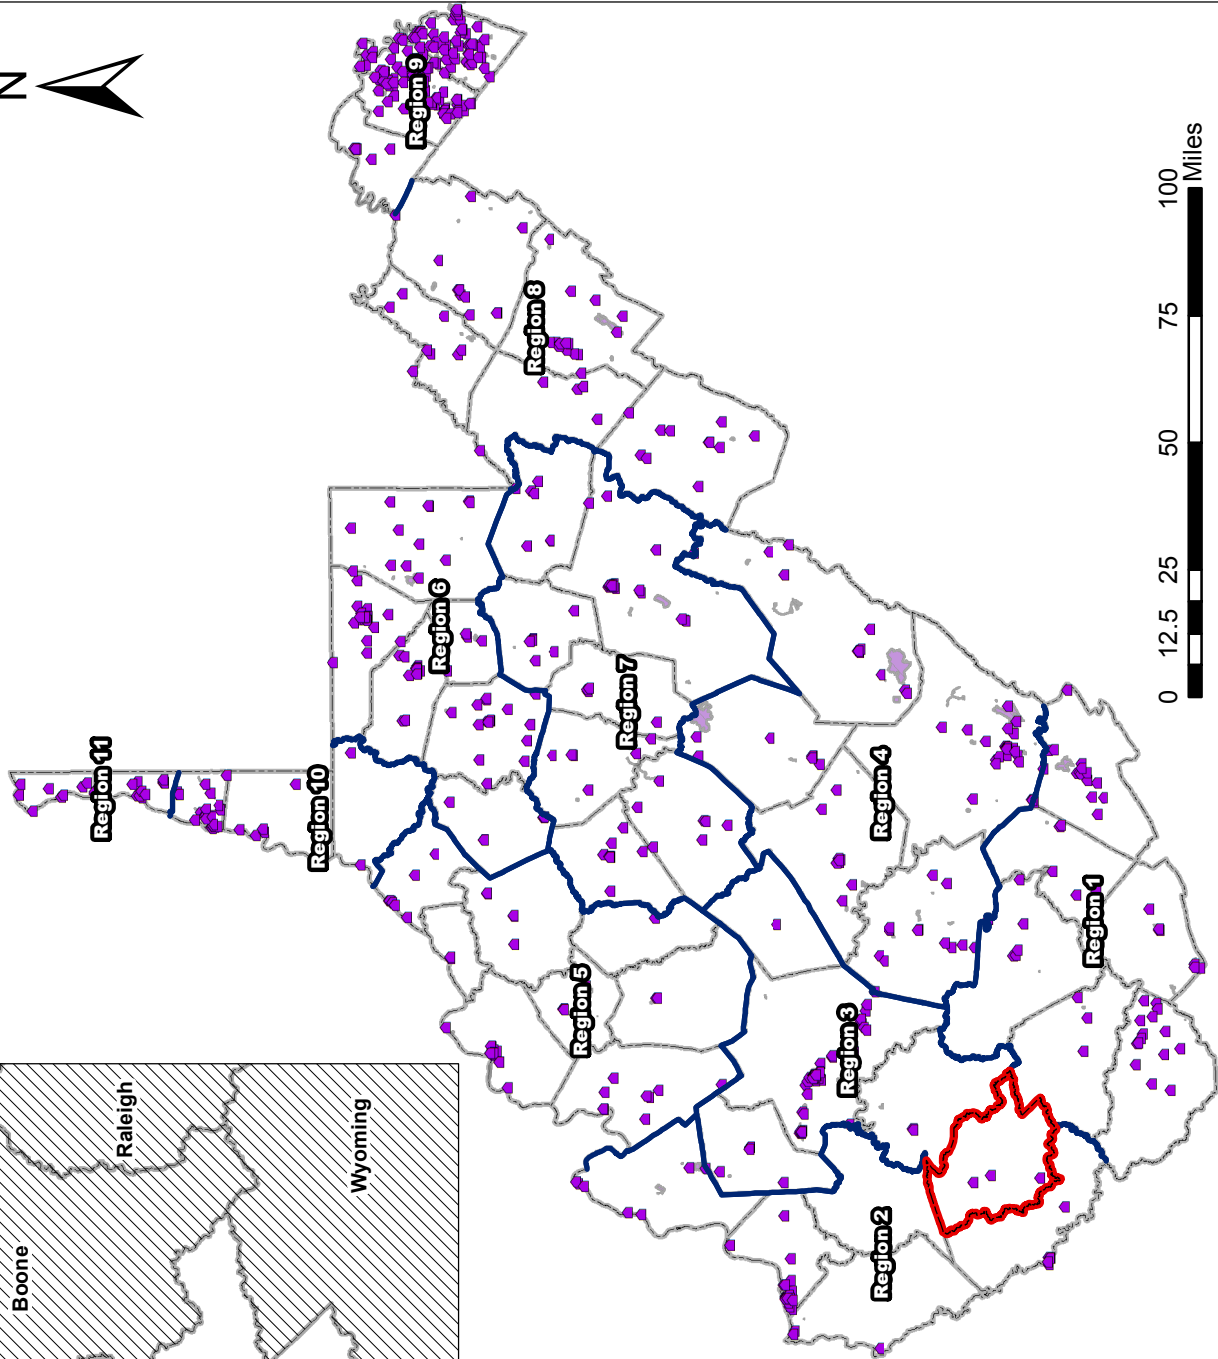 N
Region 9
Region 8
Region 6
Region 7
Region 11
Region 10
Region 4
Region 5
Region 3
Region 1
Region 2
Boone
Raleigh
Wyoming
0 12.5 25 50 75 100
Miles